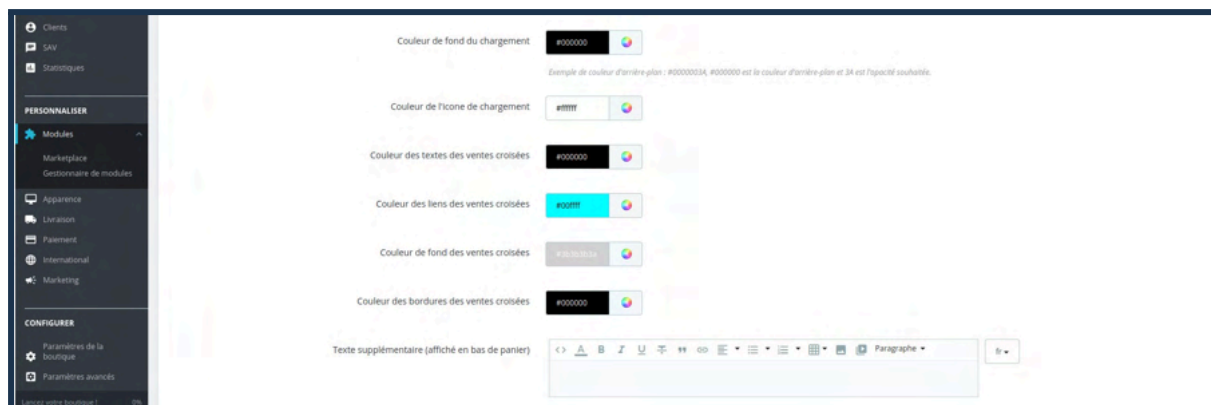 Clients
SAV
Statistiques
PERSONNALISER
Modules
Marketplace
Gestionnaire de modules
Apparence
Livraison
Paiement
International
Marketing
CONFIGURER
Paramètres de la
boutique
Paramètres avancés
Lancez votre boutique ! 0%
Couleur de fond du chargement #000000
Exemple de couleur d'arrière-plan : #0000003A, #000000 est la couleur d'arrière-plan et 3A est l'opacité souhaitée.
Couleur de l'icone de chargement #ffffff
Couleur des textes des ventes croisées #000000
Couleur des liens des ventes croisées #00ffff
Couleur de fond des ventes croisées
Couleur des bordures des ventes croisées #000000
Texte supplémentaire (affiché en bas de panier) Paragraphe fr